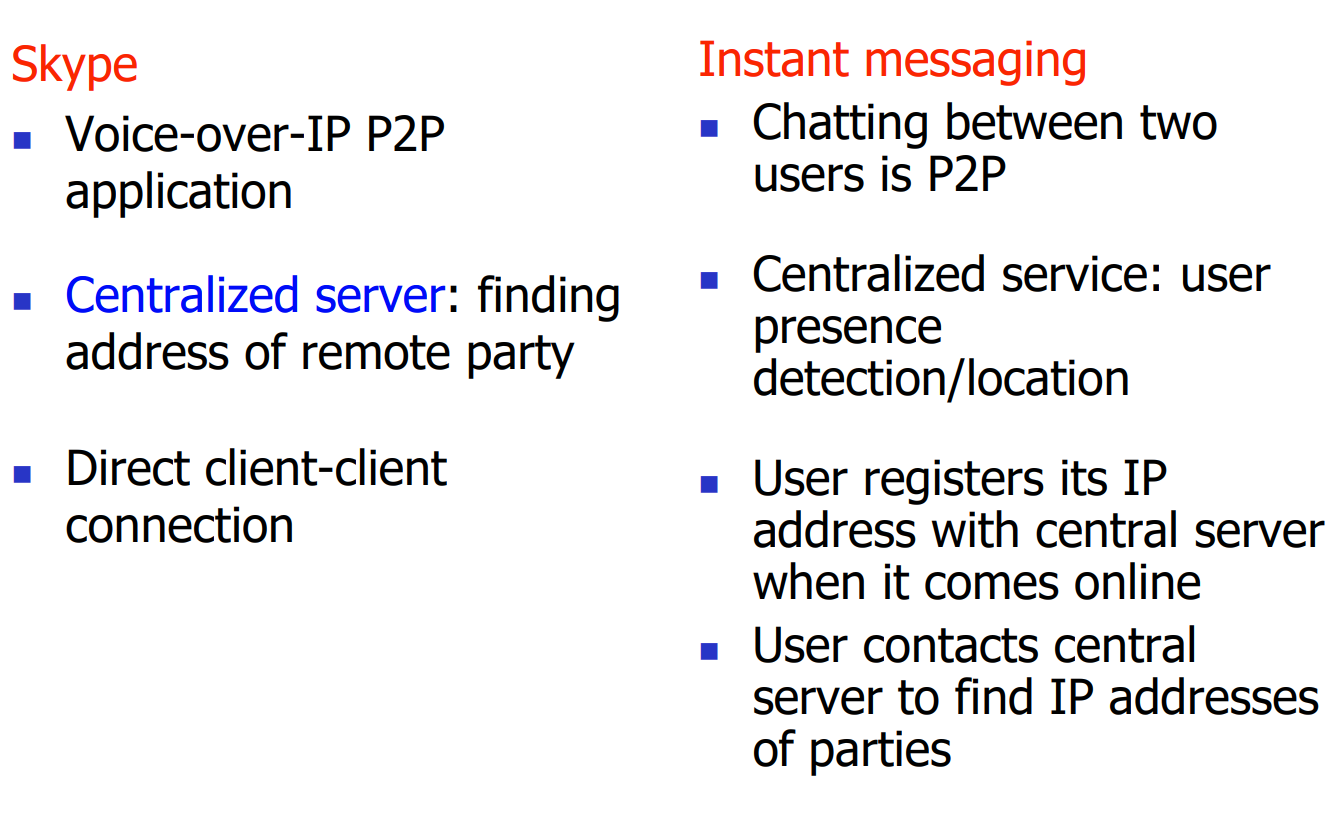 Skype
Voice-over-IP P2P
application
Centralized server: finding
address of remote party
Direct client-client
connection
Instant messaging
Chatting between two
users is P2P
Centralized service: user
presence
detection/location
User registers its IP
address with central server
when it comes online
User contacts central
server to find IP addresses
of parties